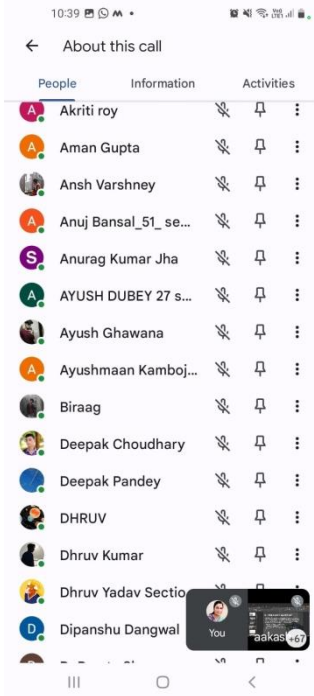 10:39
About this call
People Information Activities
A Akriti roy
A Aman Gupta
Ansh Varshney
A Anuj Bansal_51_ se...
S Anurag Kumar Jha
A AYUSH DUBEY 27 s...
Ayush Ghawana
A Ayushmaan Kamboj...
Biraag
Deepak Choudhary
Deepak Pandey
DHRUV
Dhruv Kumar
Dhruv Yadav Sectio
D Dipanshu Dangwal
You
aakash
+67